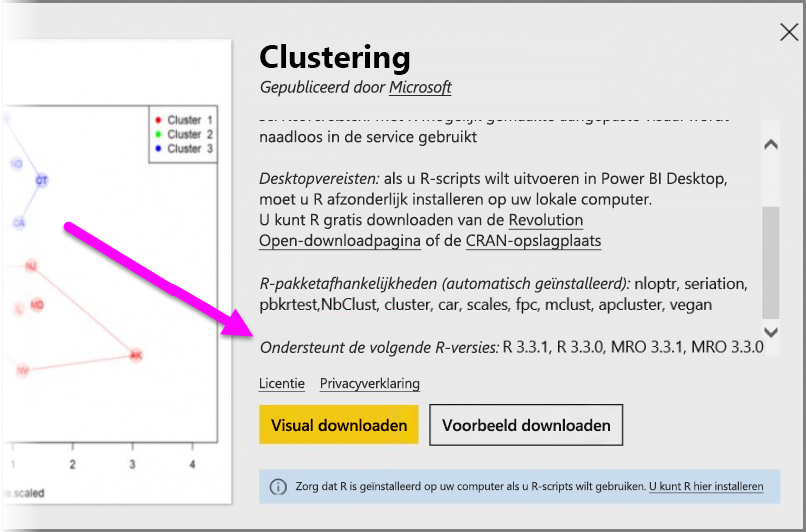 Clustering
Gepubliceerd door Microsoft
naadloos in de service gebruikt
Desktopvereisten: als u R-scripts wilt uitvoeren in Power BI Desktop,
moet u R afzonderlijk installeren op uw lokale computer.
U kunt R gratis downloaden van de Revolution
Open-downloadpagina of de CRAN-opslagplaats
R-pakketafhankelijkheden (automatisch geïnstalleerd): nloptr, seriation,
pbkrtest,NbClust, cluster, car, scales, fpc, mclust, apcluster, vegan
Ondersteunt de volgende R-versies: R 3.3.1, R 3.3.0, MRO 3.3.1, MRO 3.3.0
Licentie Privacyverklaring
Visual downloaden Voorbeeld downloaden
Zorg dat R is geïnstalleerd op uw computer als u R-scripts wilt gebruiken. U kunt R hier installeren
Cluster 1
Cluster 2
Cluster 3
ND
CT
CA
NJ
MD
AK
NV
1 2 3 4
scaled